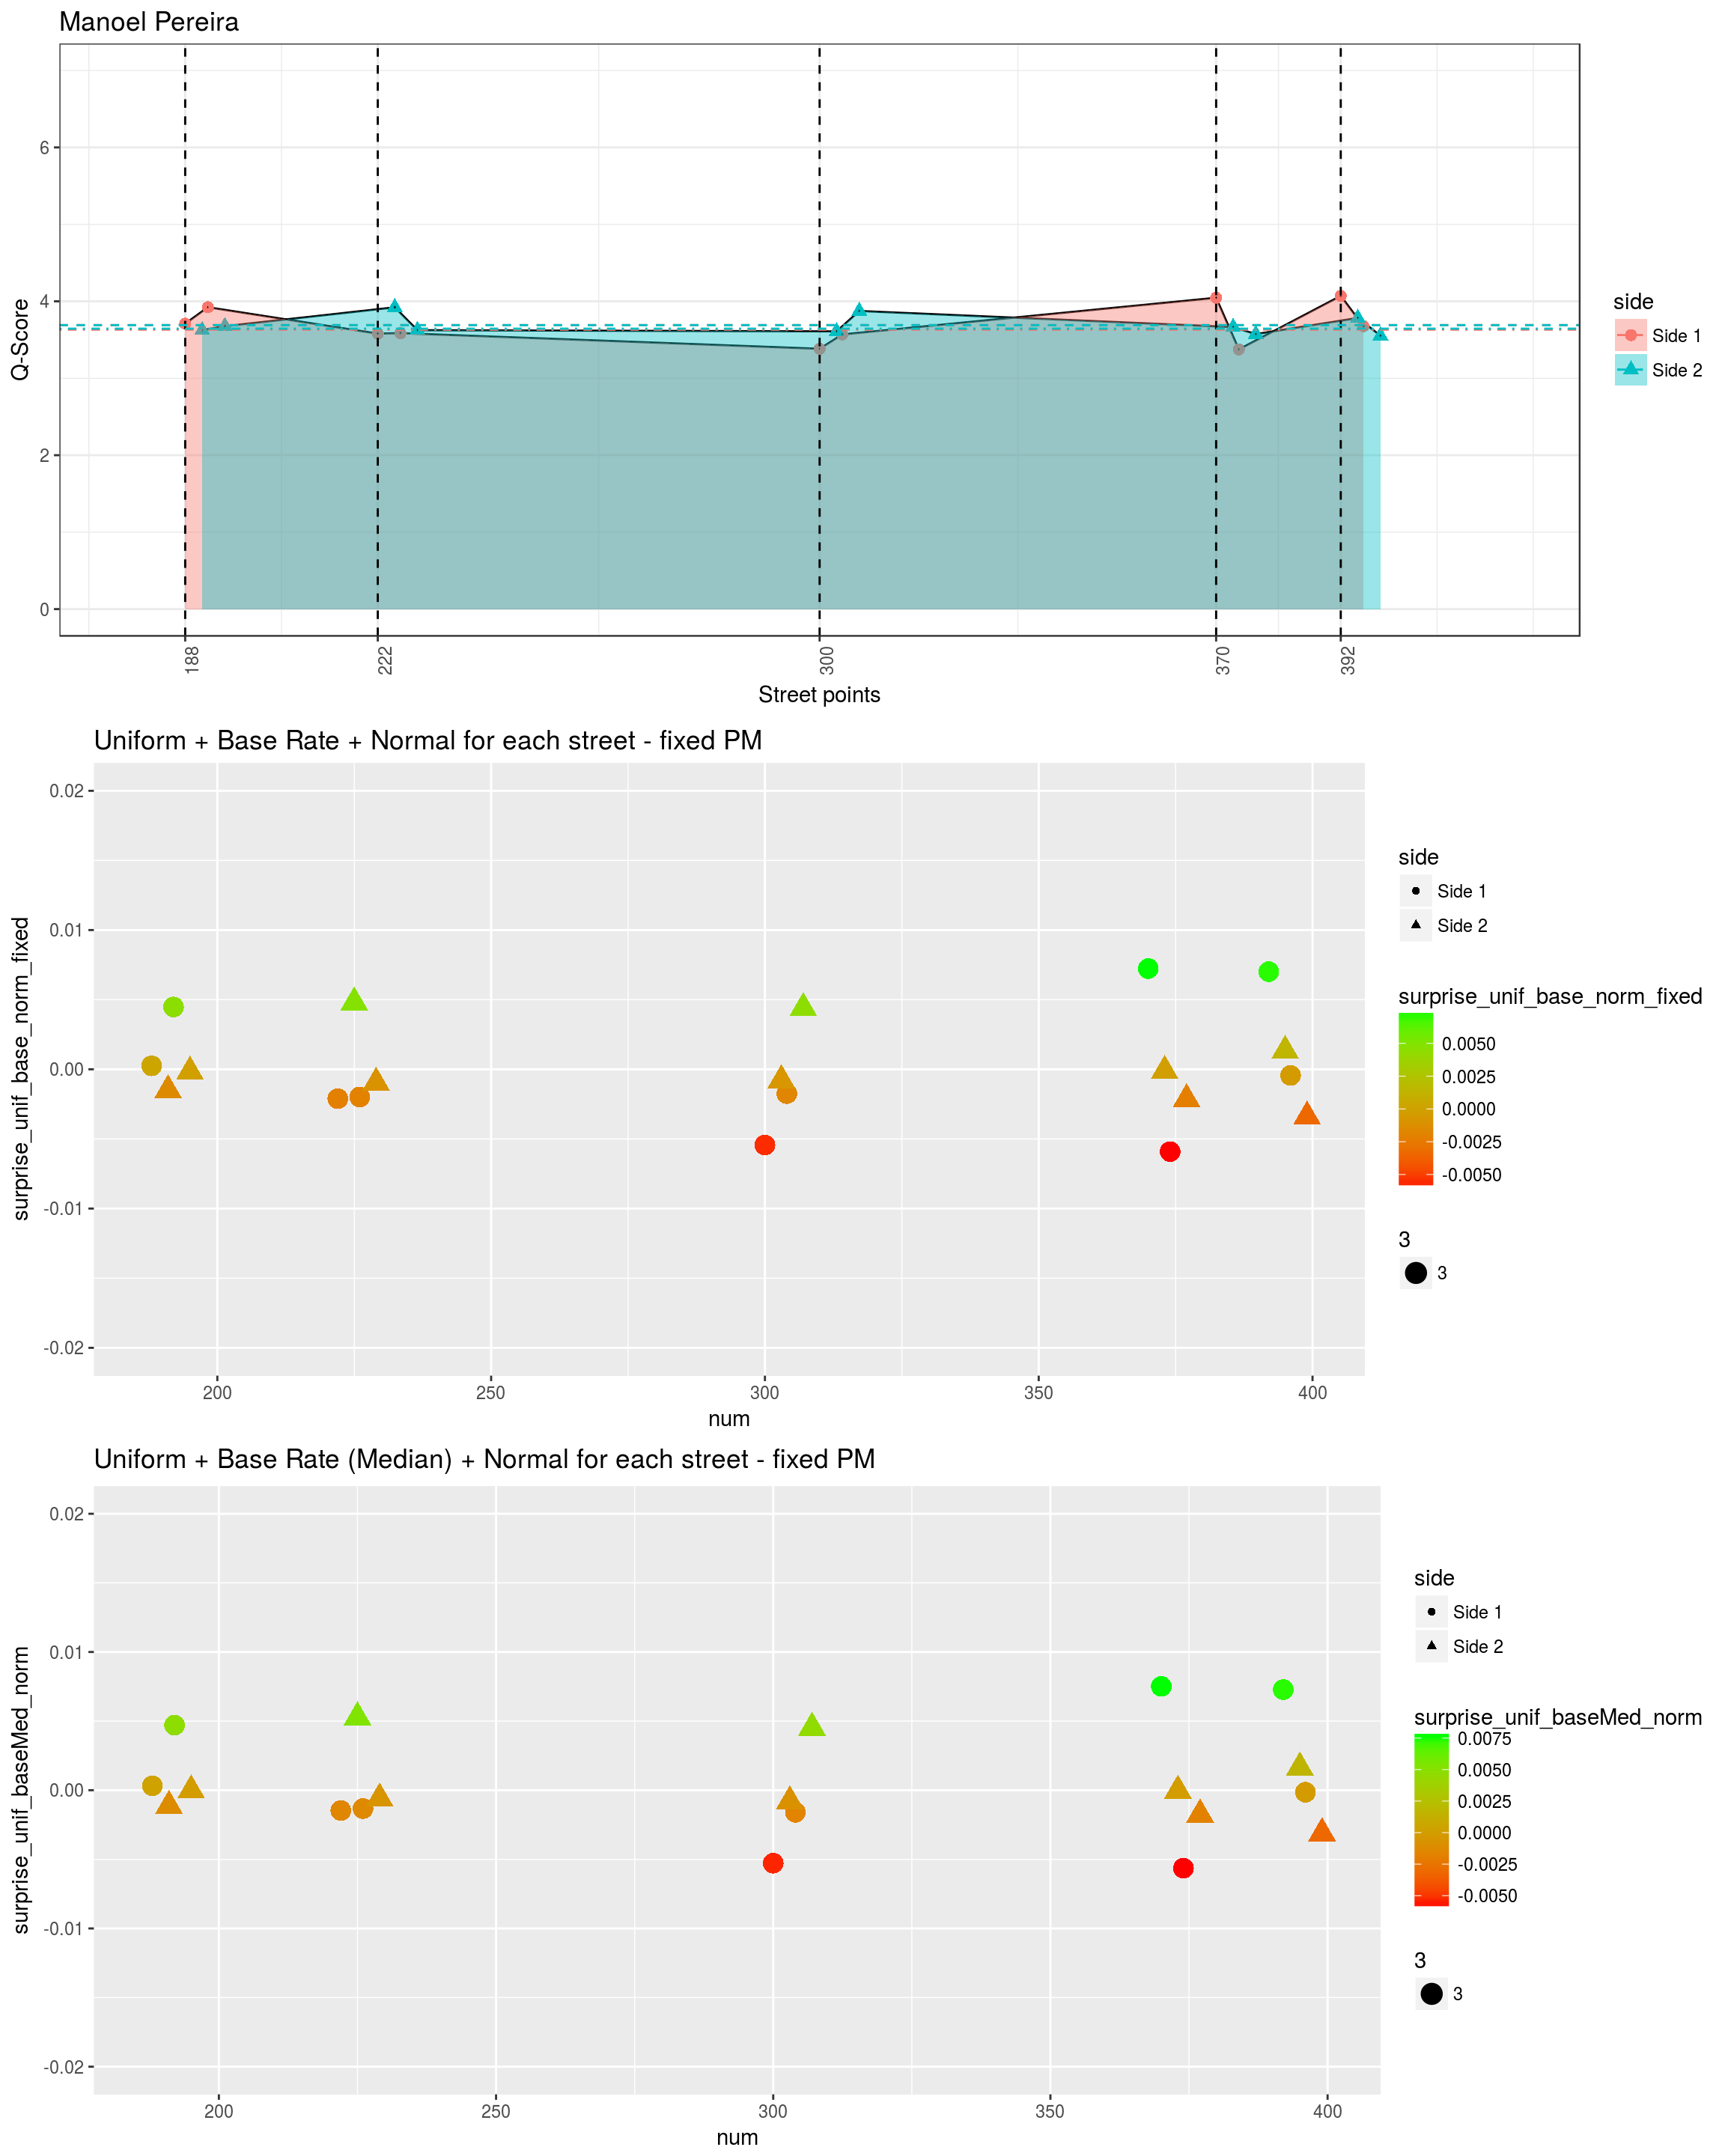 Manoel Pereira
6
4
2
0
Q-Score
188
222
300
370
392
Street points
side
Side 1
Side 2
Uniform + Base Rate + Normal for each street - fixed PM
0.02
0.01
0.00
-0.01
-0.02
surprise_unif_base_norm_fixed
200
250
300
350
400
num
side
Side 1
Side 2
surprise_unif_base_norm_fixed
0.0050
0.0025
0.0000
-0.0025
-0.0050
3
3
Uniform + Base Rate (Median) + Normal for each street - fixed PM
0.02
0.01
0.00
-0.01
-0.02
surprise_unif_baseMed_norm
200
250
300
350
400
num
side
Side 1
Side 2
surprise_unif_baseMed_norm
0.0075
0.0050
0.0025
0.0000
-0.0025
-0.0050
3
3